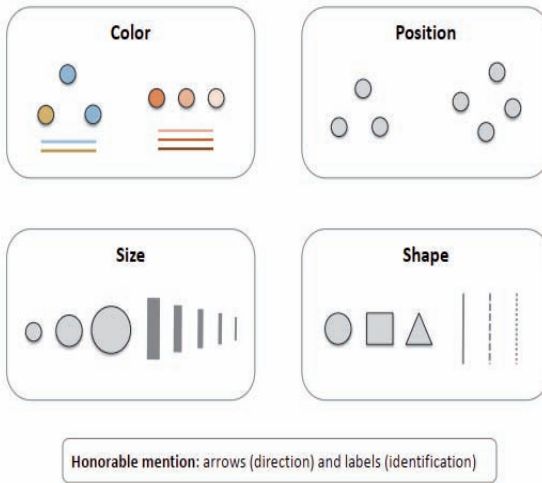 Color
Position
Size
Shape
Honorable mention: arrows (direction) and labels (identification)